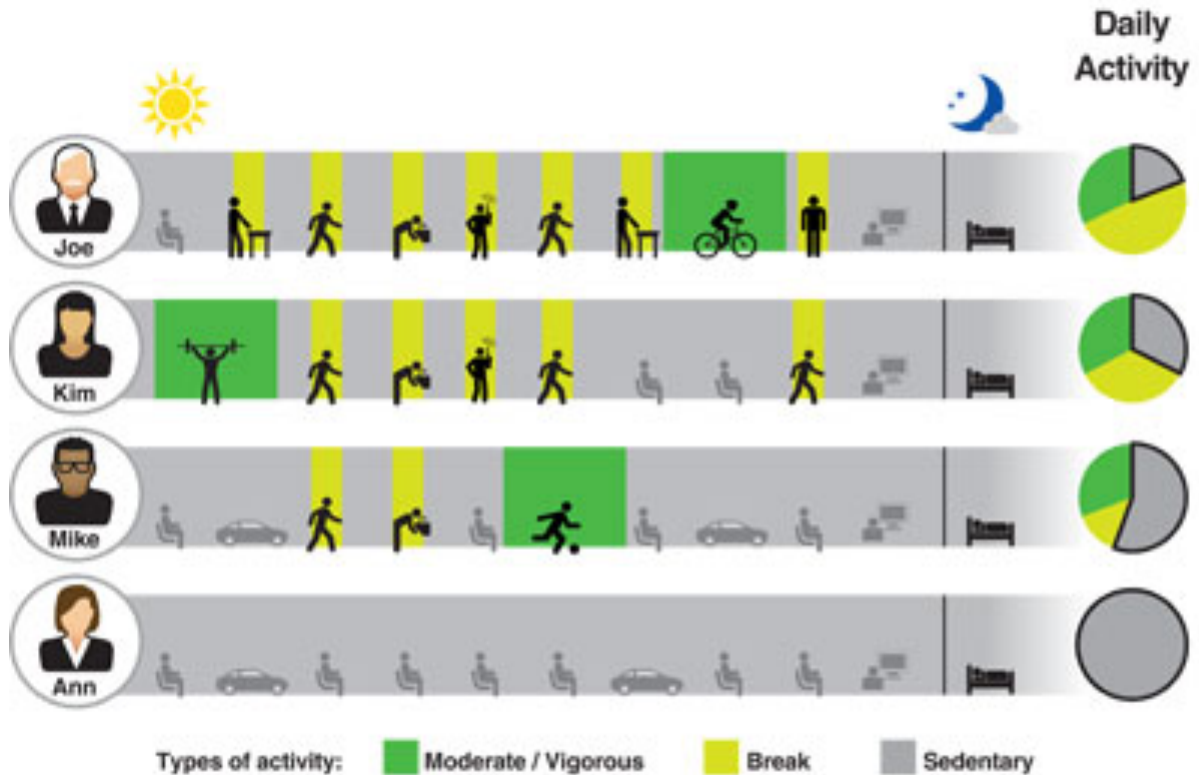 Daily
Activity
Joe
Kim
Mike
Ann
Types of activity: Moderate / Vigorous Break Sedentary